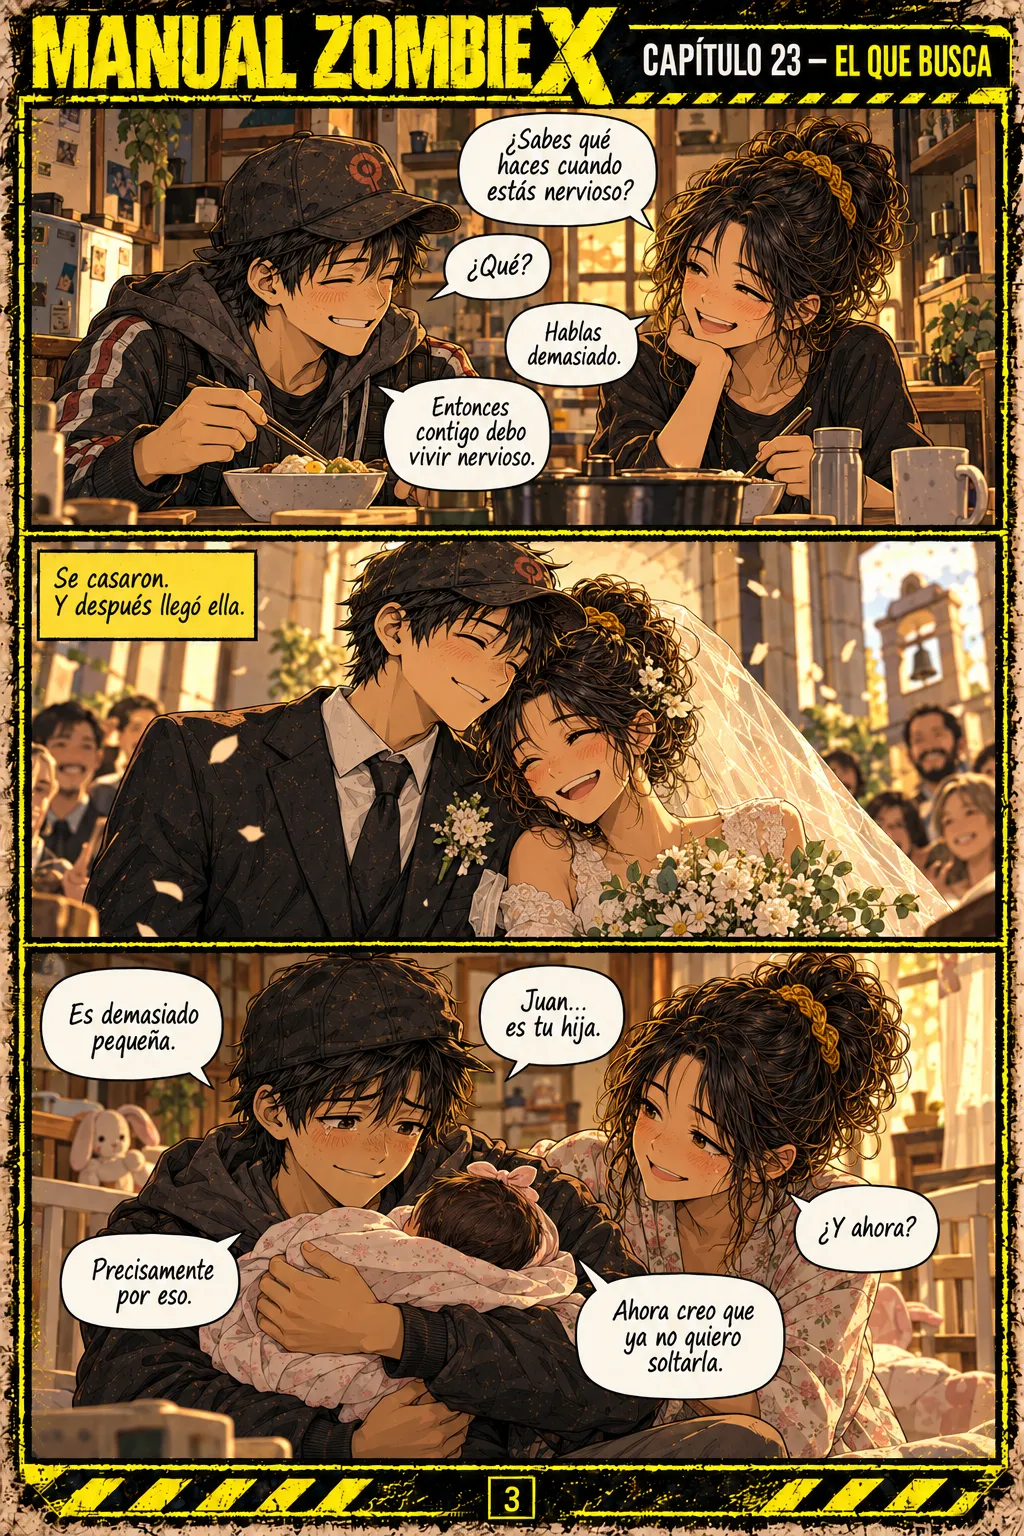 MANUAL ZOMBIE X
CAPÍTULO 23 – EL QUE BUSCA
¿Sabes qué
haces cuando
estás nervioso?
¿Qué?
Hablas
demasiado.
Entonces
contigo debo
vivir nervioso.
Se casaron.
Y después llegó ella.
Es demasiado
pequeña.
Juan...
es tu hija.
Precisamente
por eso.
¿Y ahora?
Ahora creo que
ya no quiero
soltarla.
3